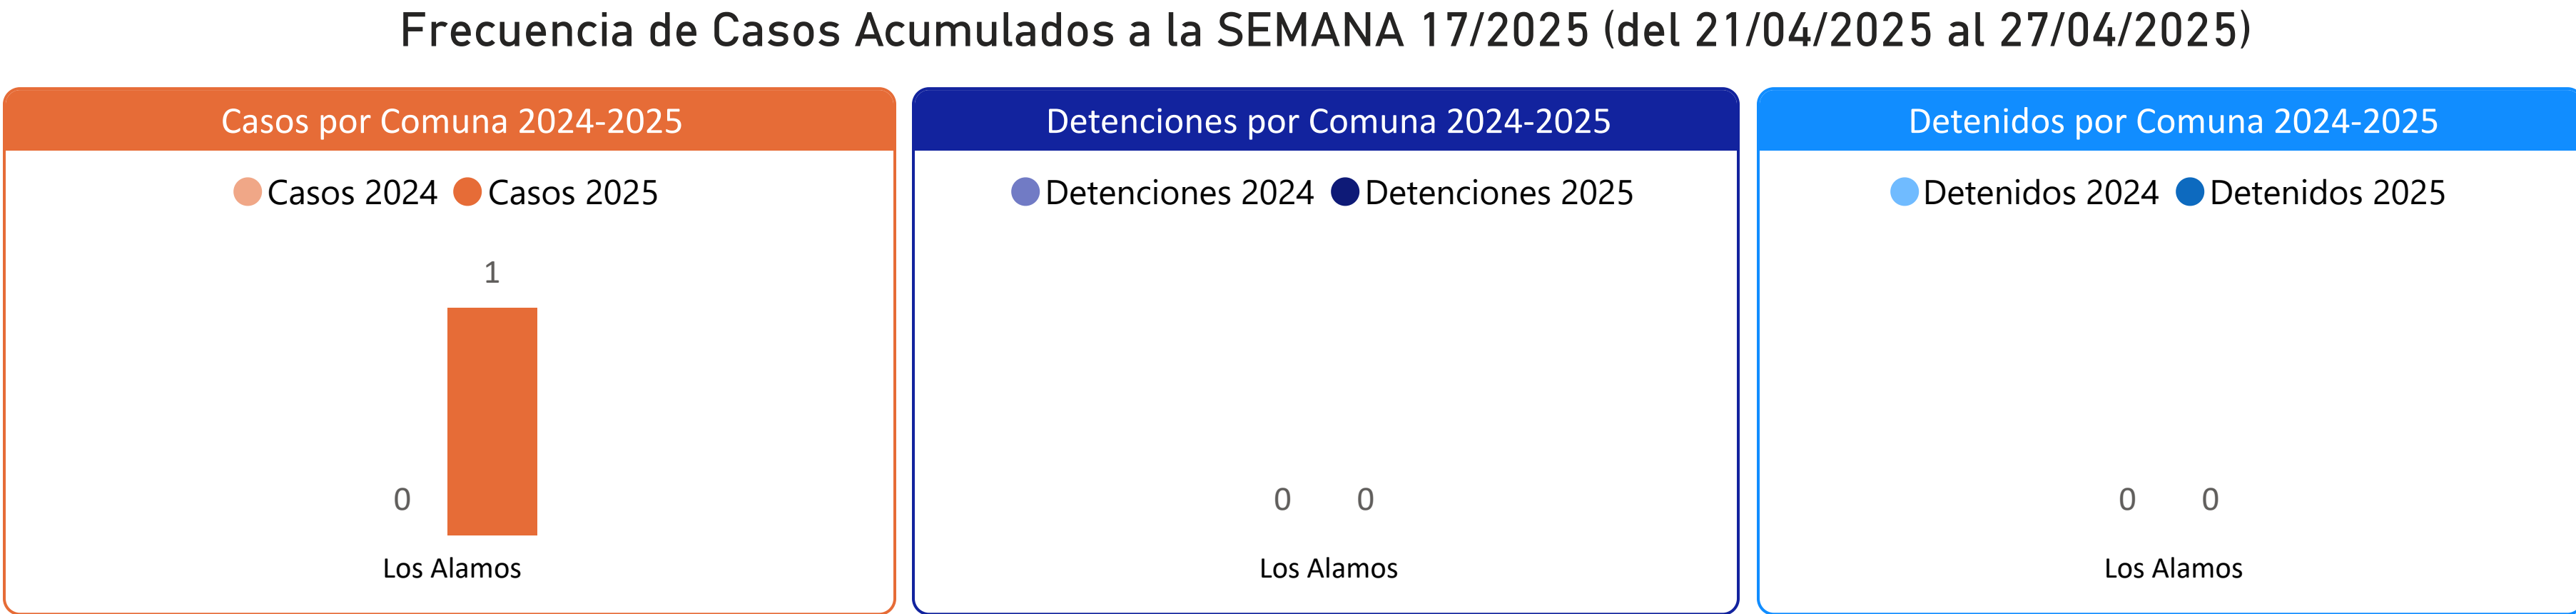 Frecuencia de Casos Acumulados a la SEMANA 17/2025 (del 21/04/2025 al 27/04/2025)
Casos por Comuna 2024-2025
Casos 2024 Casos 2025
1
0
Los Alamos
Detenciones por Comuna 2024-2025
Detenciones 2024 Detenciones 2025
0 0
Los Alamos
Detenidos por Comuna 2024-2025
Detenidos 2024 Detenidos 2025
0 0
Los Alamos